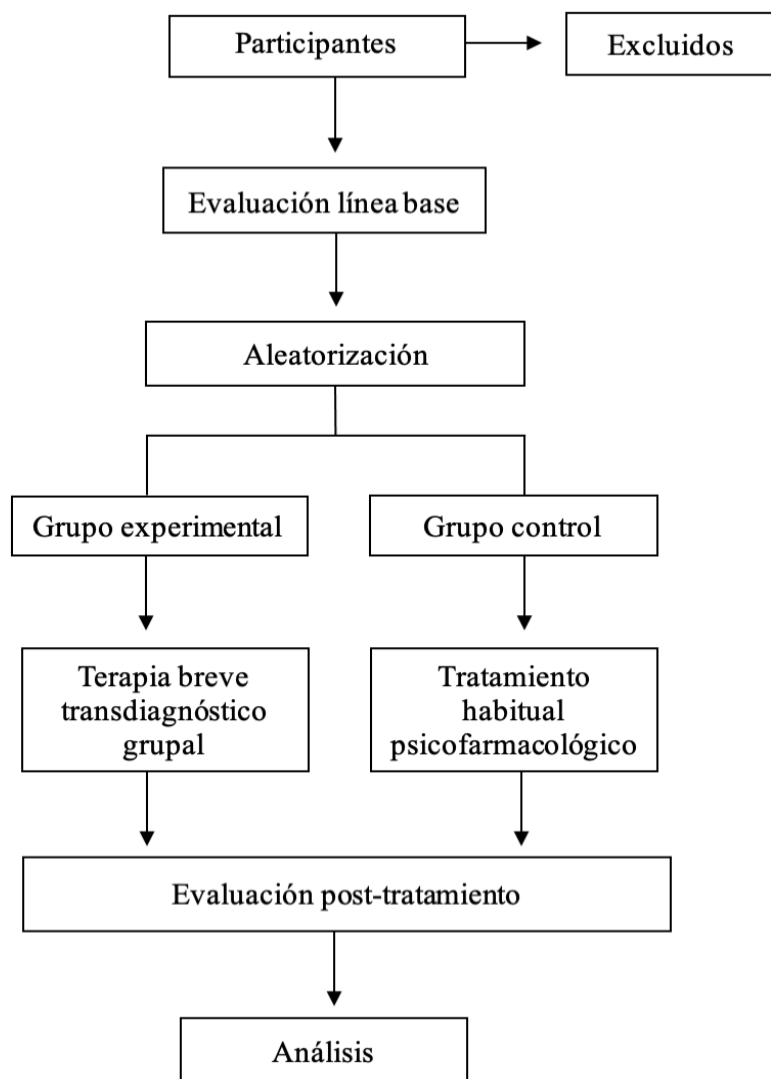 Participantes
Excluidos
Evaluación línea base
Aleatorización
Grupo experimental
Grupo control
Terapia breve
transdiagnóstico
grupal
Tratamiento
habitual
psicofarmacológico
Evaluación post-tratamiento
Análisis